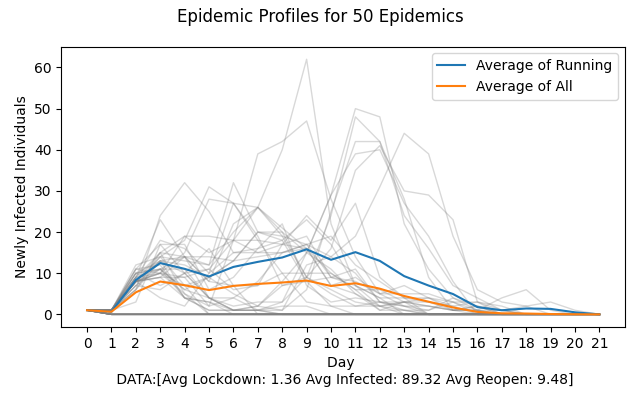 Epidemic Profiles for 50 Epidemics
Average of Running
Average of All
Newly Infected Individuals
60
50
40
30
20
10
0
0 1 2 3 4 5 6 7 8 9 10 11 12 13 14 15 16 17 18 19 20 21
Day
DATA:[Avg Lockdown: 1.36 Avg Infected: 89.32 Avg Reopen: 9.48]